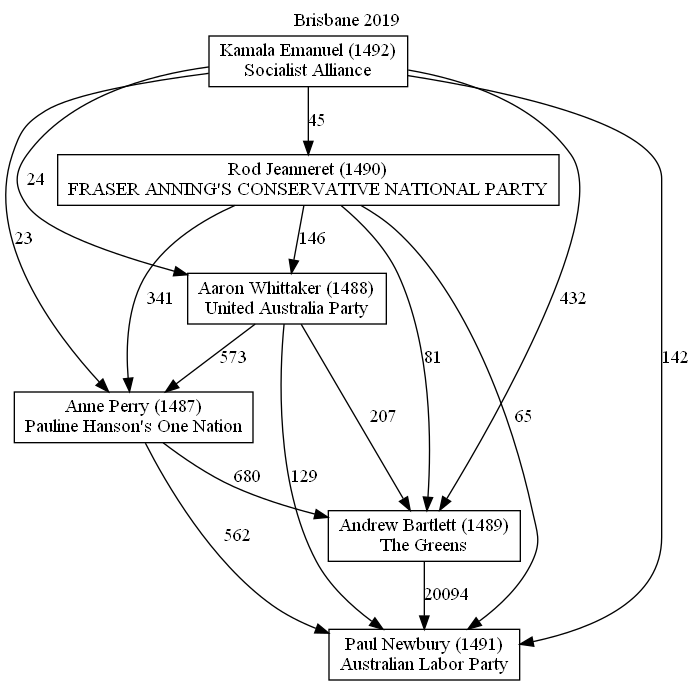 Brisbane 2019
Kamala Emanuel (1492)
Socialist Alliance
45
24
23
Rod Jeanneret (1490)
FRASER ANNING'S CONSERVATIVE NATIONAL PARTY
146
Aaron Whittaker (1488)
United Australia Party
341
432
81
142
573
Anne Perry (1487)
Pauline Hanson's One Nation
207
65
680
129
562
Andrew Bartlett (1489)
The Greens
20094
Paul Newbury (1491)
Australian Labor Party